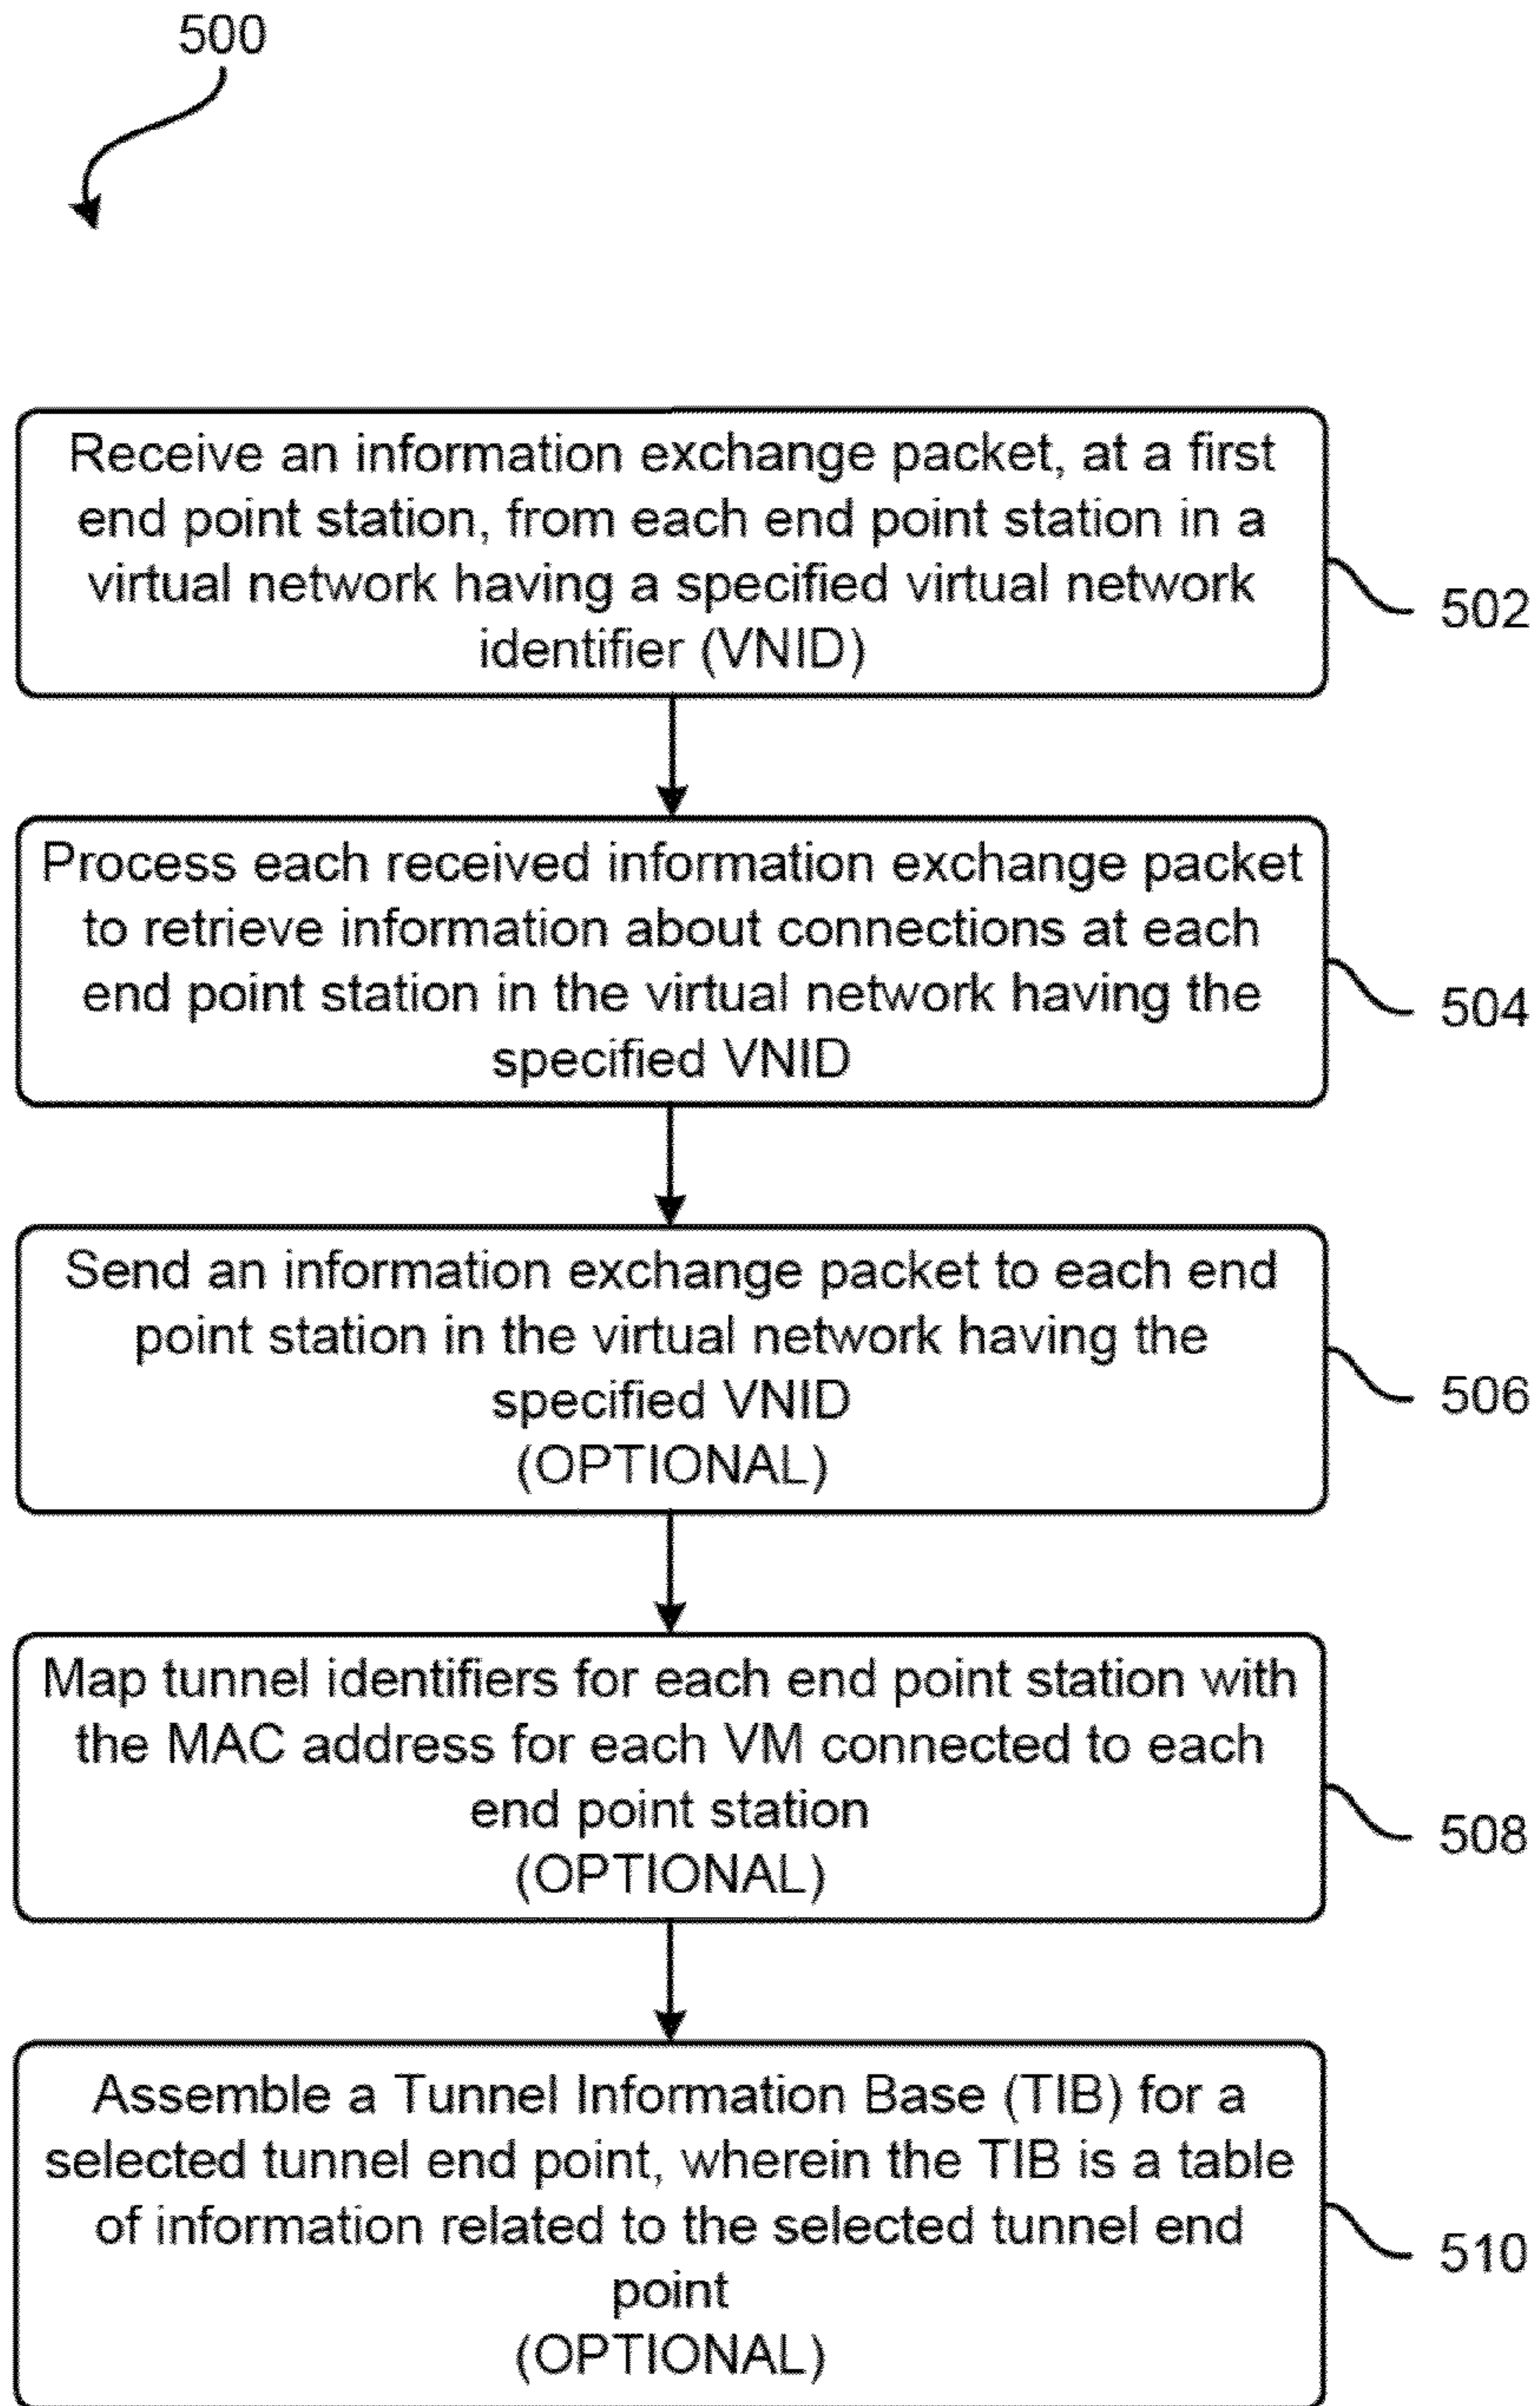 500
Receive an information exchange packet, at a first
end point station, from each end point station in a
virtual network having a specified virtual network
identifier (VNID)
502
Process each received information exchange packet
to retrieve information about connections at each
end point station in the virtual network having the
specified VNID
504
Send an information exchange packet to each end
point station in the virtual network having the
specified VNID
(OPTIONAL)
506
Map tunnel identifiers for each end point station with
the MAC address for each VM connected to each
end point station
(OPTIONAL)
508
Assemble a Tunnel Information Base (TIB) for a
selected tunnel end point, wherein the TIB is a table
of information related to the selected tunnel end
point
(OPTIONAL)
510